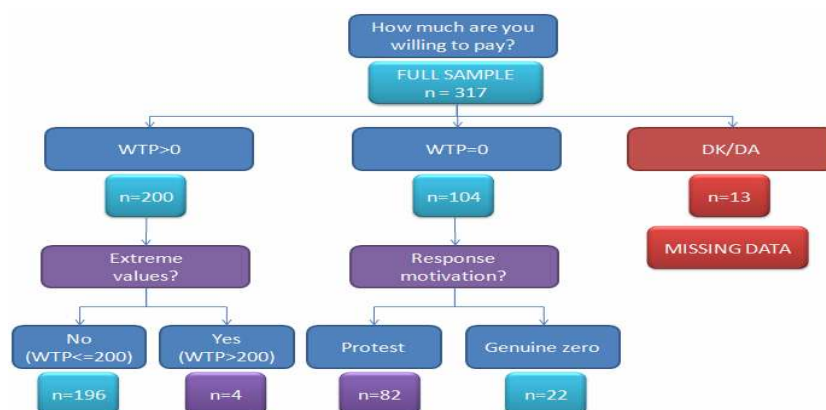 How much are you
willing to pay?
FULL SAMPLE
n = 317
WTP>0
WTP=0
DK/DA
n=200
n=104
n=13
MISSING DATA
Extreme
values?
Response
motivation?
No
(WTP<=200)
Yes
(WTP>200)
Protest
Genuine zero
n=196
n=4
n=82
n=22